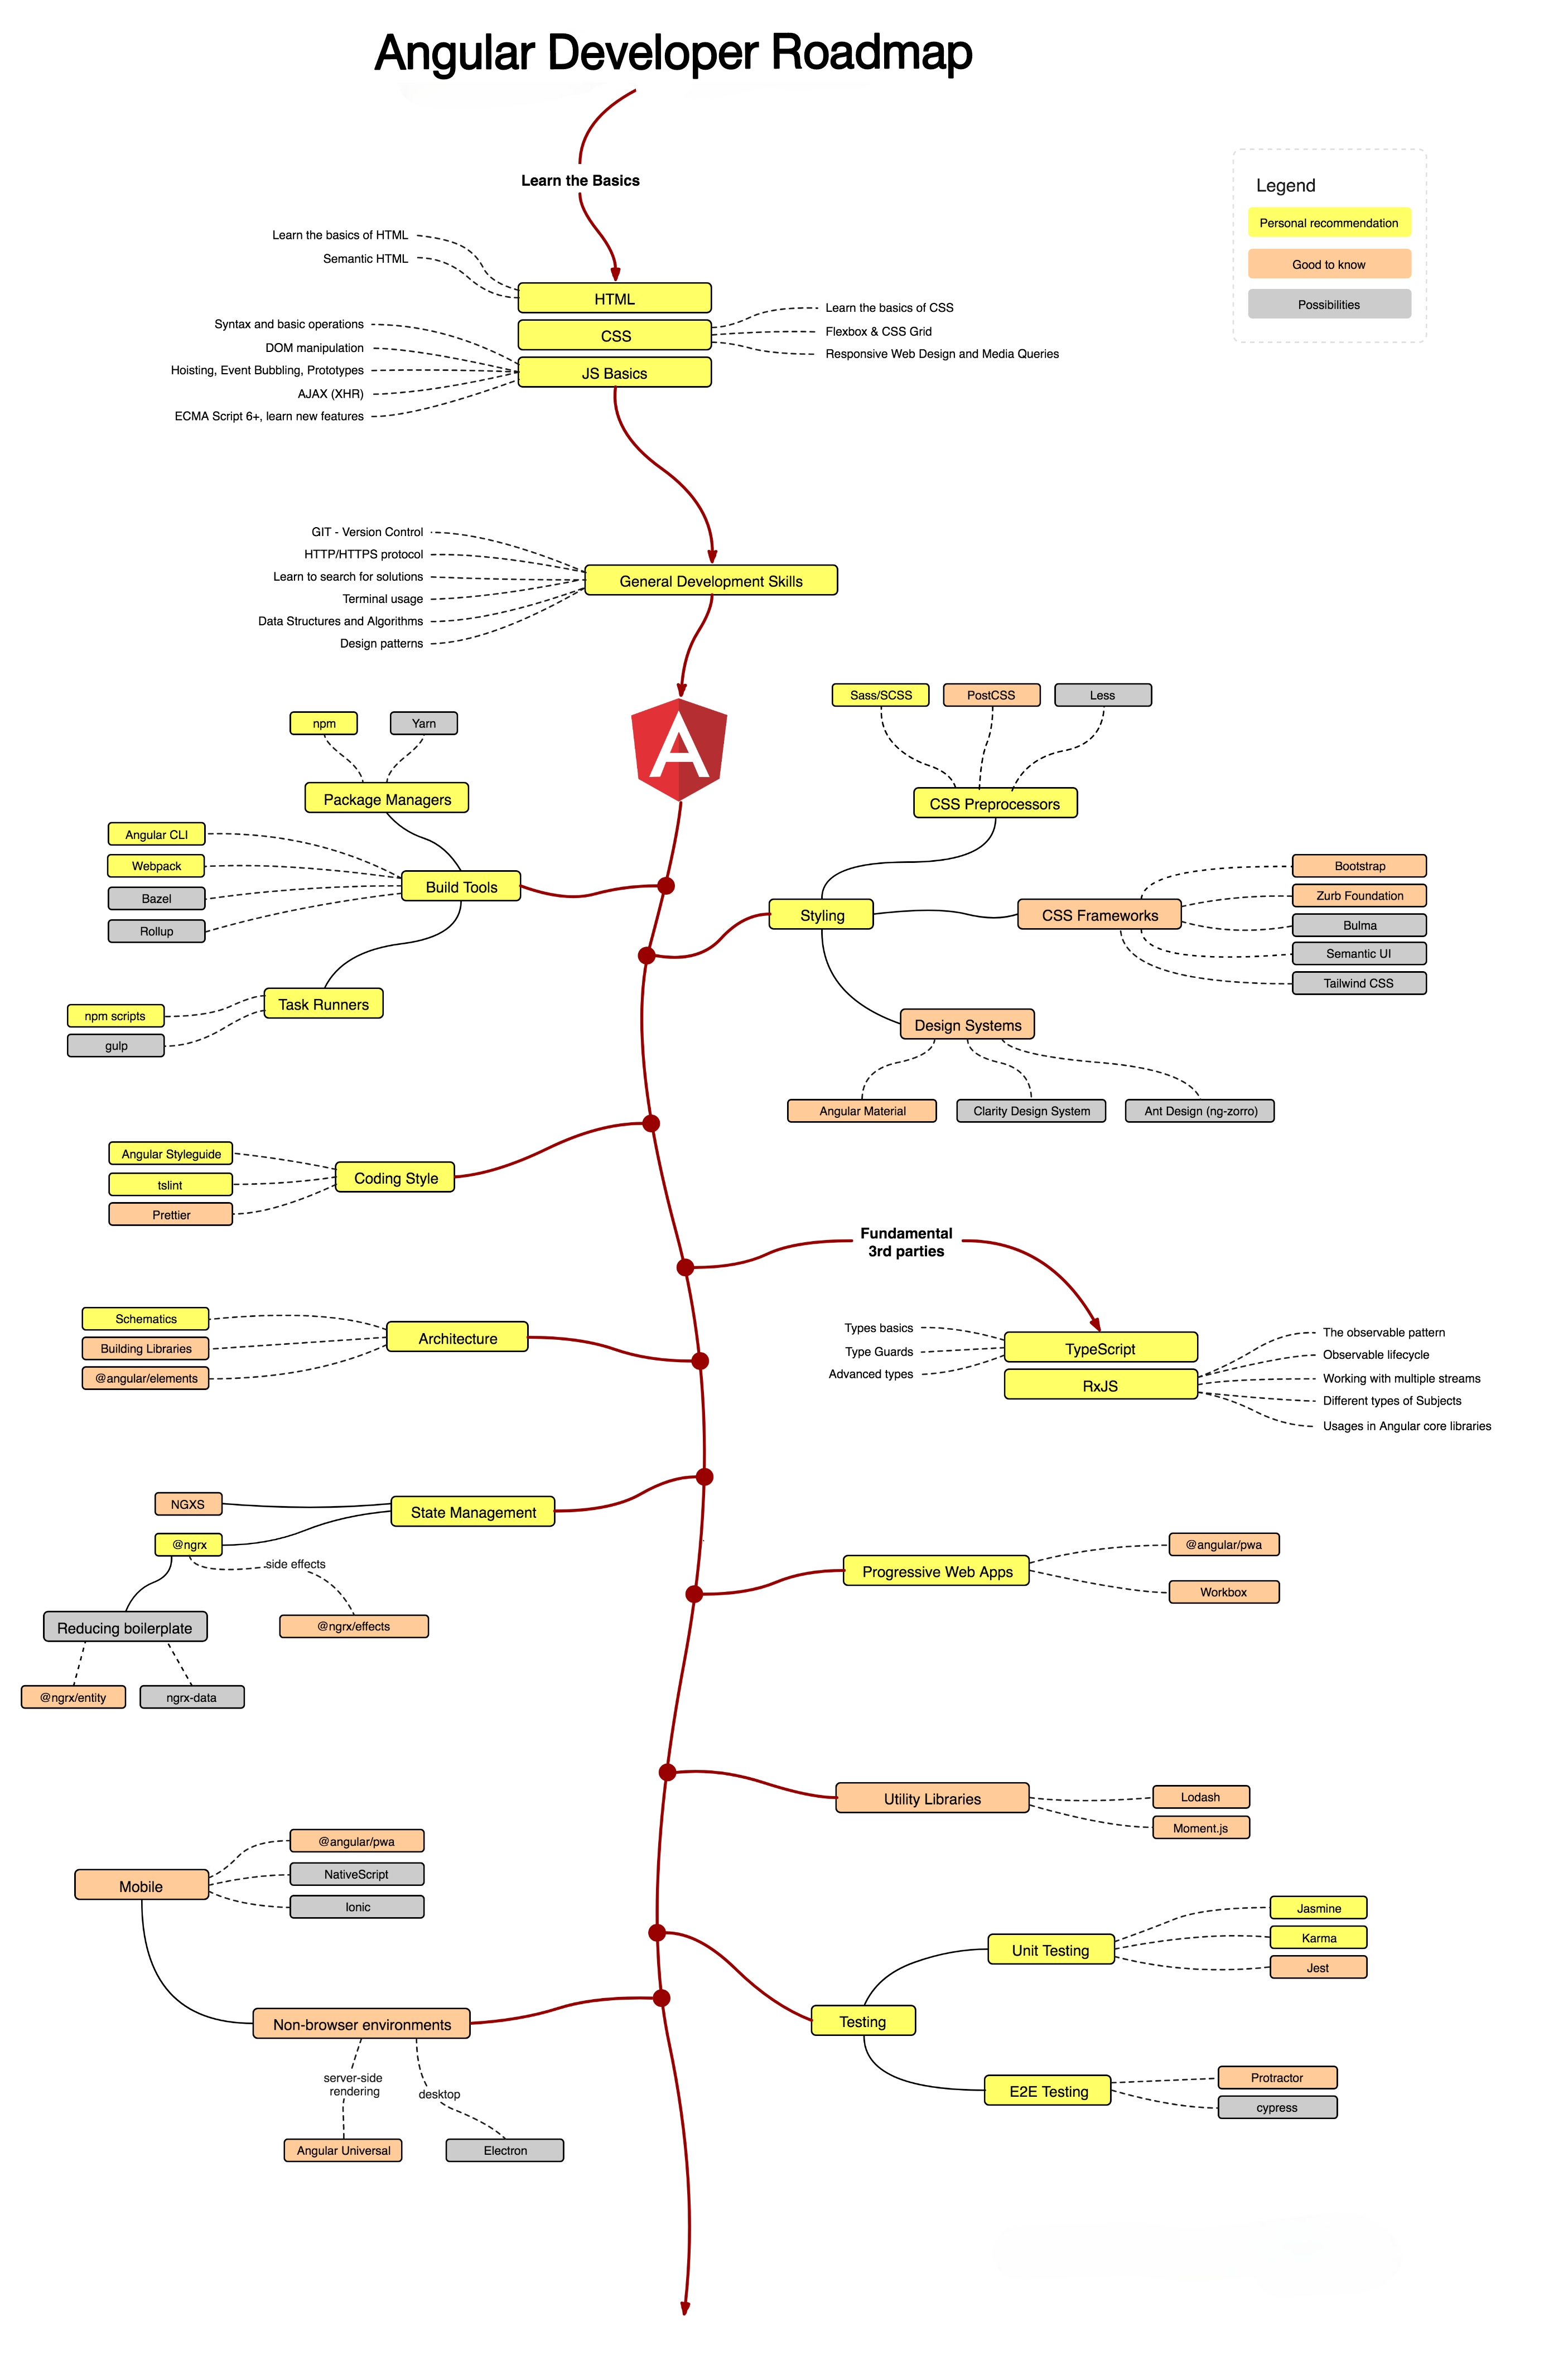 Angular Developer Roadmap
Learn the Basics
Legend
Personal recommendation
Good to know
Possibilities
Learn the basics of HTML
Semantic HTML
HTML
CSS
JS Basics
Learn the basics of CSS
Flexbox & CSS Grid
Responsive Web Design and Media Queries
Syntax and basic operations
DOM manipulation
Hoisting, Event Bubbling, Prototypes
AJAX (XHR)
ECMA Script 6+, learn new features
GIT - Version Control
HTTP/HTTPS protocol
Learn to search for solutions
Terminal usage
Data Structures and Algorithms
Design patterns
General Development Skills
A
npm
Yarn
Package Managers
Angular CLI
Webpack
Bazel
Rollup
Build Tools
Task Runners
npm scripts
gulp
Sass/SCSS
PostCSS
Less
CSS Preprocessors
Styling
CSS Frameworks
Bootstrap
Zurb Foundation
Bulma
Semantic UI
Tailwind CSS
Design Systems
Angular Material
Clarity Design System
Ant Design (ng-zorro)
Angular Styleguide
tslint
Prettier
Coding Style
Fundamental
3rd parties
Types basics
Type Guards
Advanced types
TypeScript
RxJS
The observable pattern
Observable lifecycle
Working with multiple streams
Different types of Subjects
Usages in Angular core libraries
Schematics
Building Libraries
@angular/elements
Architecture
NGXS
@ngrx
State Management
side effects
@ngrx/effects
Reducing boilerplate
@ngrx/entity
ngrx-data
Progressive Web Apps
@angular/pwa
Workbox
Utility Libraries
Lodash
Moment.js
Mobile
@angular/pwa
NativeScript
Ionic
Non-browser environments
server-side
rendering
desktop
Angular Universal
Electron
Testing
Unit Testing
Jasmine
Karma
Jest
E2E Testing
Protractor
cypress